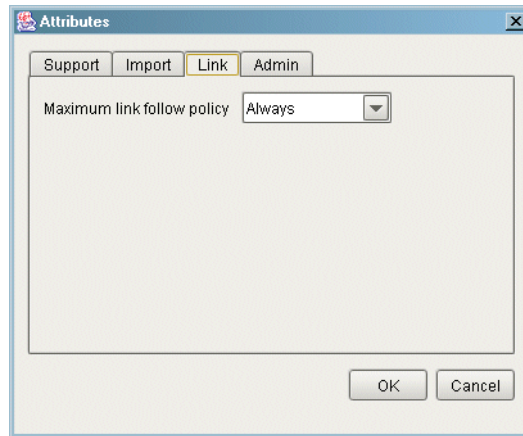 Attributes
Support Import Link Admin
Maximum link follow policy Always
OK Cancel